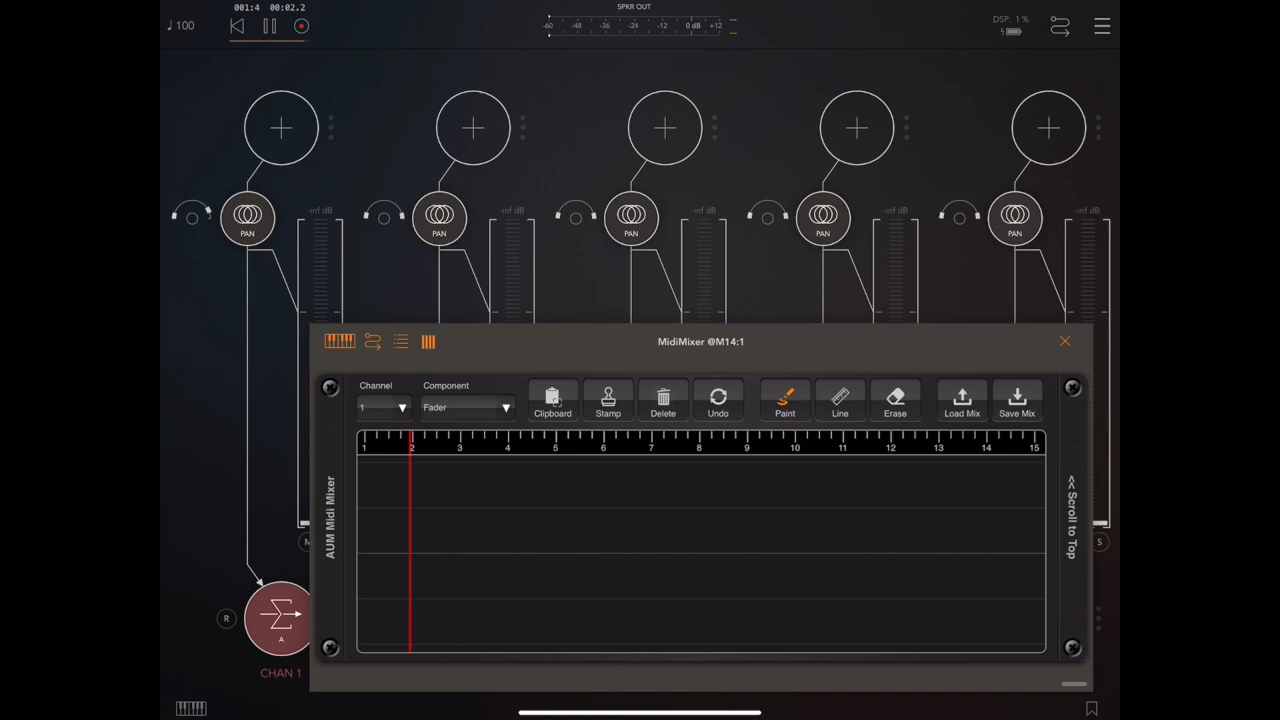 100
001:4 00:02.2
SPKR OUT
-60 -48 -36 -24 -12 0 dB +12
DSP: 1 %
-inf dB
-inf dB
-inf dB
-inf dB
-inf dB
PAN
PAN
PAN
PAN
PAN
MidiMixer @M14:1
Channel
1
Component
Fader
Clipboard
Stamp
Delete
Undo
Paint
Line
Erase
Load Mix
Save Mix
1 2 3 4 5 6 7 8 9 10 11 12 13 14 15
AUM Midi Mixer
<< Scroll to Top
M
S
R
A
CHAN 1